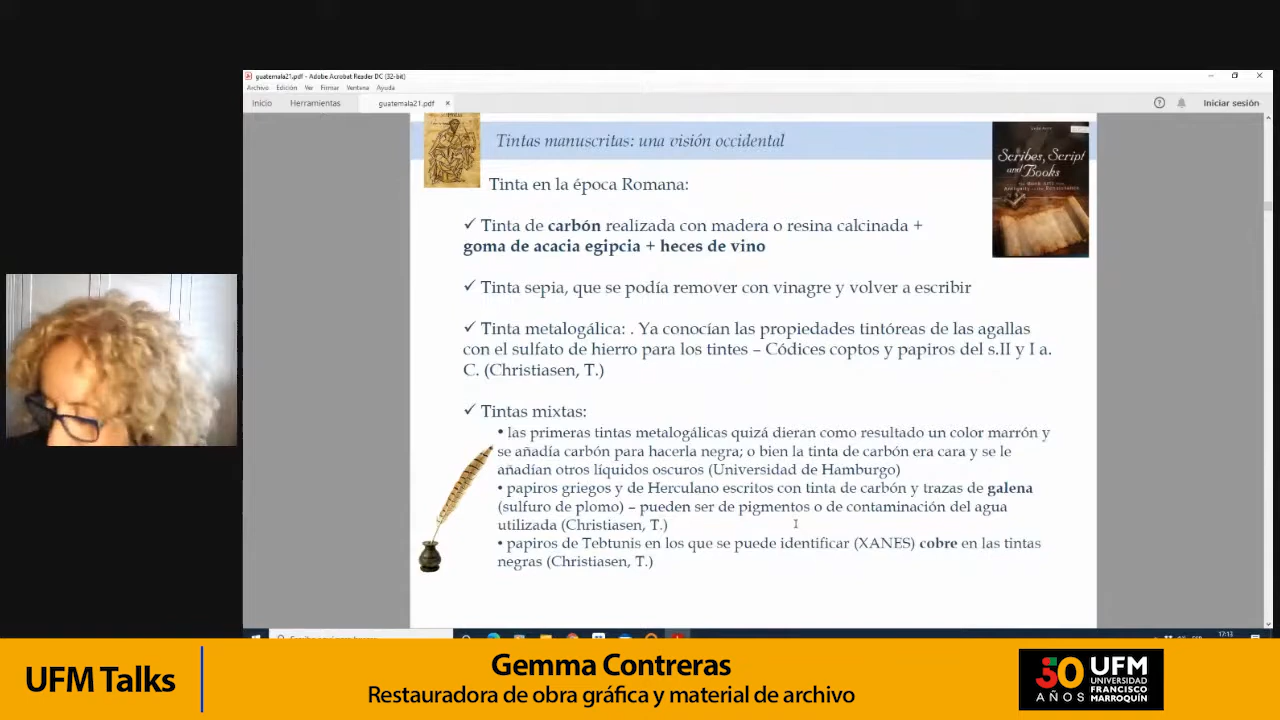 guatemala21.pdf - Adobe Acrobat Reader DC (32-bit)
Archivo Edición Ver Firmar Ventana Ayuda
Inicio Herramientas guatemala21.pdf × Iniciar sesión
Tintas manuscritas: una visión occidental
Scribes, Script
and Books
Tinta en la época Romana:
✓ Tinta de carbón realizada con madera o resina calcinada +
goma de acacia egipcia + heces de vino
✓ Tinta sepia, que se podía remover con vinagre y volver a escribir
✓ Tinta metalogálica: . Ya conocían las propiedades tintóreas de las agallas
con el sulfato de hierro para los tintes – Códices coptos y papiros del s.II y I a.
C. (Christiasen, T.)
✓ Tintas mixtas:
• las primeras tintas metalogálicas quizá dieran como resultado un color marrón y
se añadía carbón para hacerla negra; o bien la tinta de carbón era cara y se le
añadían otros líquidos oscuros (Universidad de Hamburgo)
• papiros griegos y de Herculano escritos con tinta de carbón y trazas de galena
(sulfuro de plomo) – pueden ser de pigmentos o de contaminación del agua
utilizada (Christiasen, T.)
• papiros de Tebtunis en los que se puede identificar (XANES) cobre en las tintas
negras (Christiasen, T.)
17:13
UFM Talks
Gemma Contreras
Restauradora de obra gráfica y material de archivo
50 AÑOS
UFM
UNIVERSIDAD
FRANCISCO
MARROQUÍN